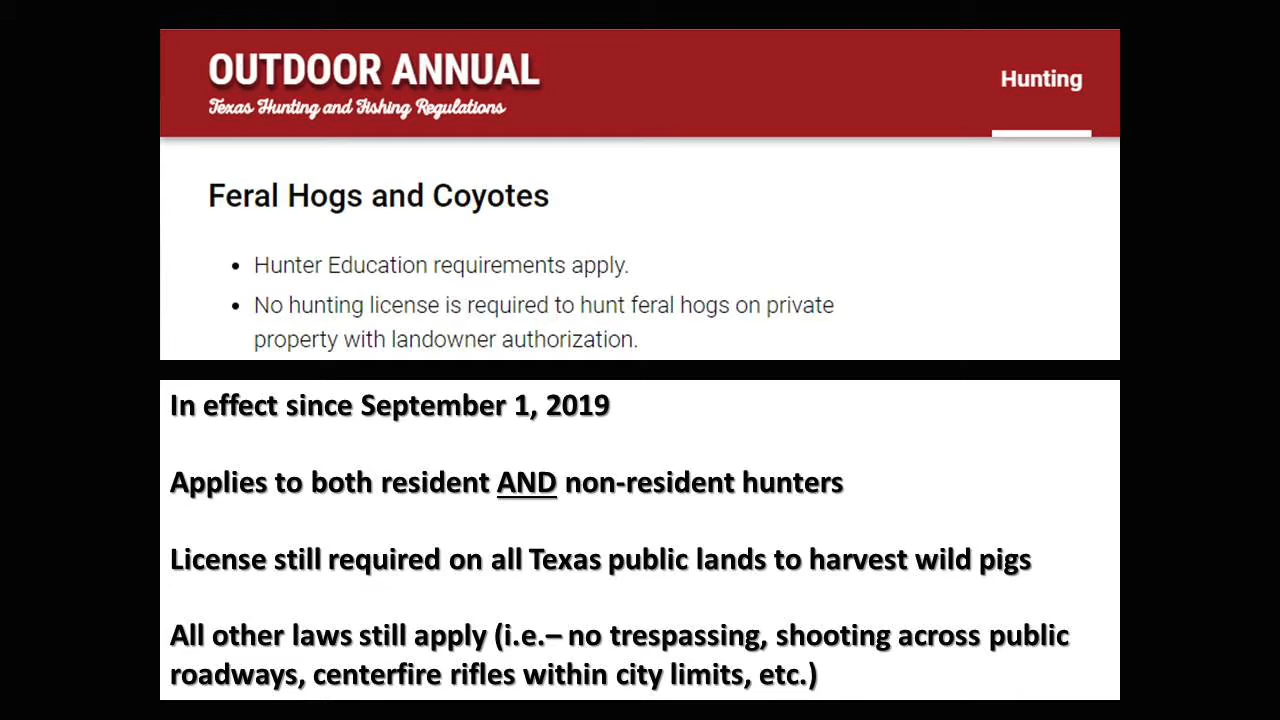 OUTDOOR ANNUAL
Texas Hunting and Fishing Regulations
Hunting
Feral Hogs and Coyotes
• Hunter Education requirements apply.
• No hunting license is required to hunt feral hogs on private
property with landowner authorization.
In effect since September 1, 2019
Applies to both resident AND non-resident hunters
License still required on all Texas public lands to harvest wild pigs
All other laws still apply (i.e.– no trespassing, shooting across public
roadways, centerfire rifles within city limits, etc.)